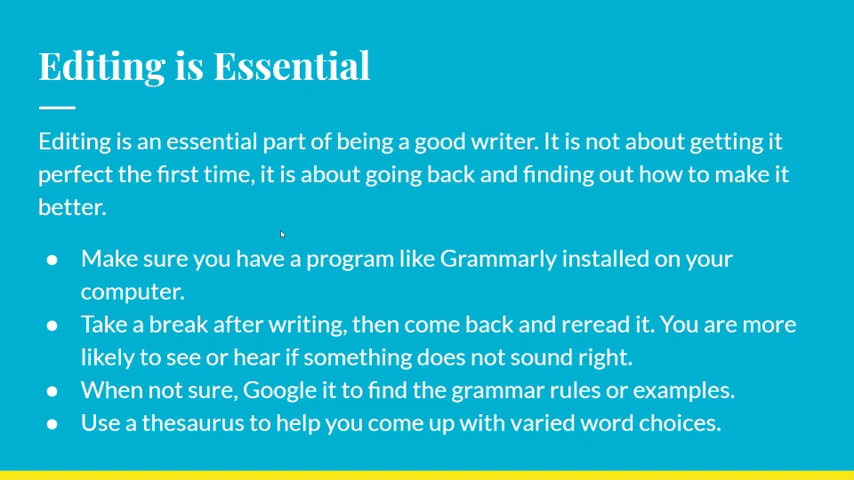 Editing is Essential
Editing is an essential part of being a good writer. It is not about getting it
perfect the first time, it is about going back and finding out how to make it
better.
● Make sure you have a program like Grammarly installed on your
computer.
● Take a break after writing, then come back and reread it. You are more
likely to see or hear if something does not sound right.
● When not sure, Google it to find the grammar rules or examples.
● Use a thesaurus to help you come up with varied word choices.